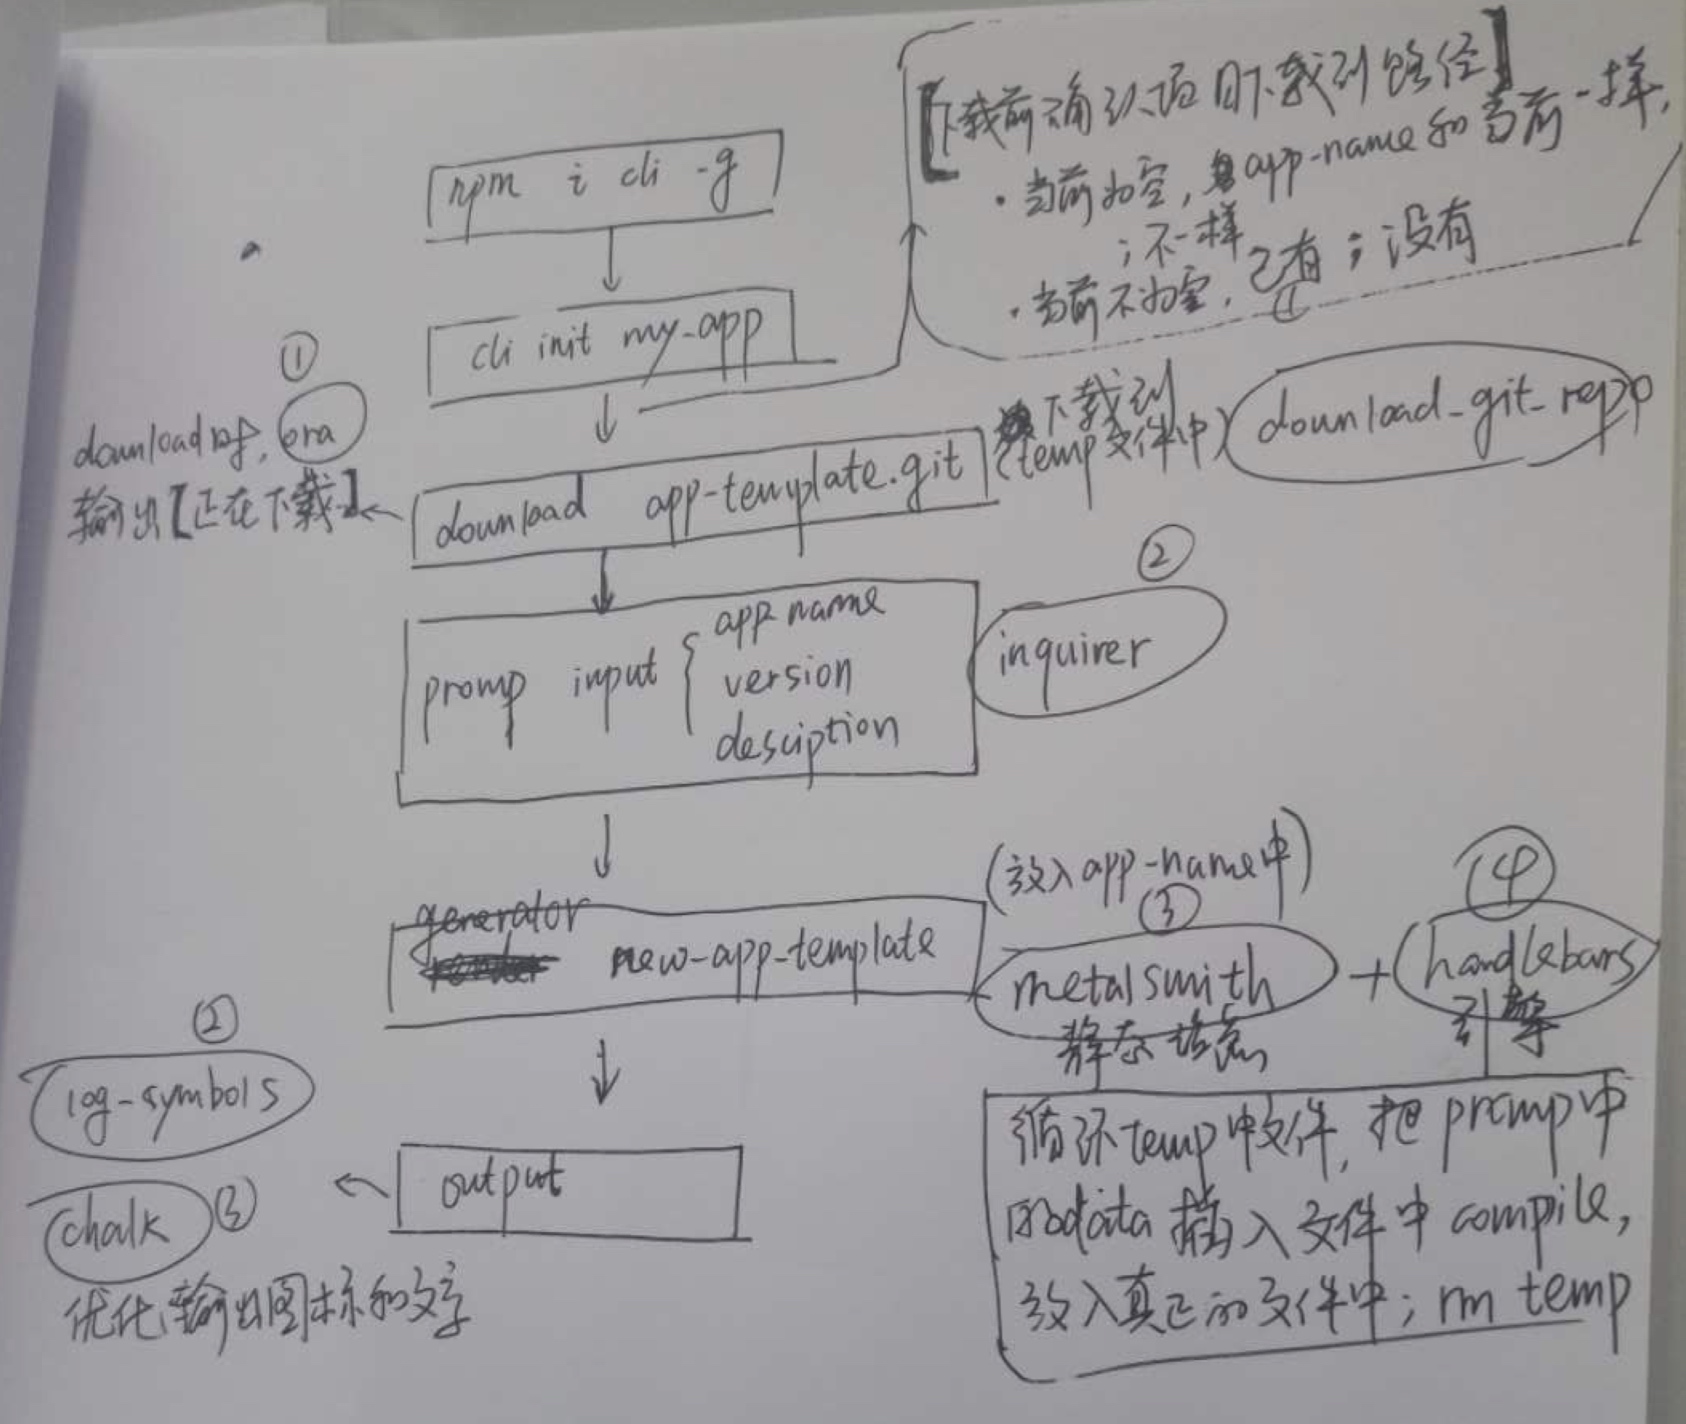 npm i cli -g
cli init my-app
【下载前确认项目下载到路径】
· 当前为空, app-name和当前一样,
; 不一样
· 当前不为空, 已有; 没有
①
download时, ora
输出【正在下载】
download app-template.git
下载到
(temp文件中)
download-git-repo
promp input { app name
version
desciption
②
inquirer
generator new-app-template
(放入app-name中)
③
metalsmith
静态
+
④
handlebars
引擎
循环temp中文件, 把promp中
的data插入文件中compile,
放入真正的文件中; rm temp
output
②
log-symbols
chalk ③
优化输出图标和文字